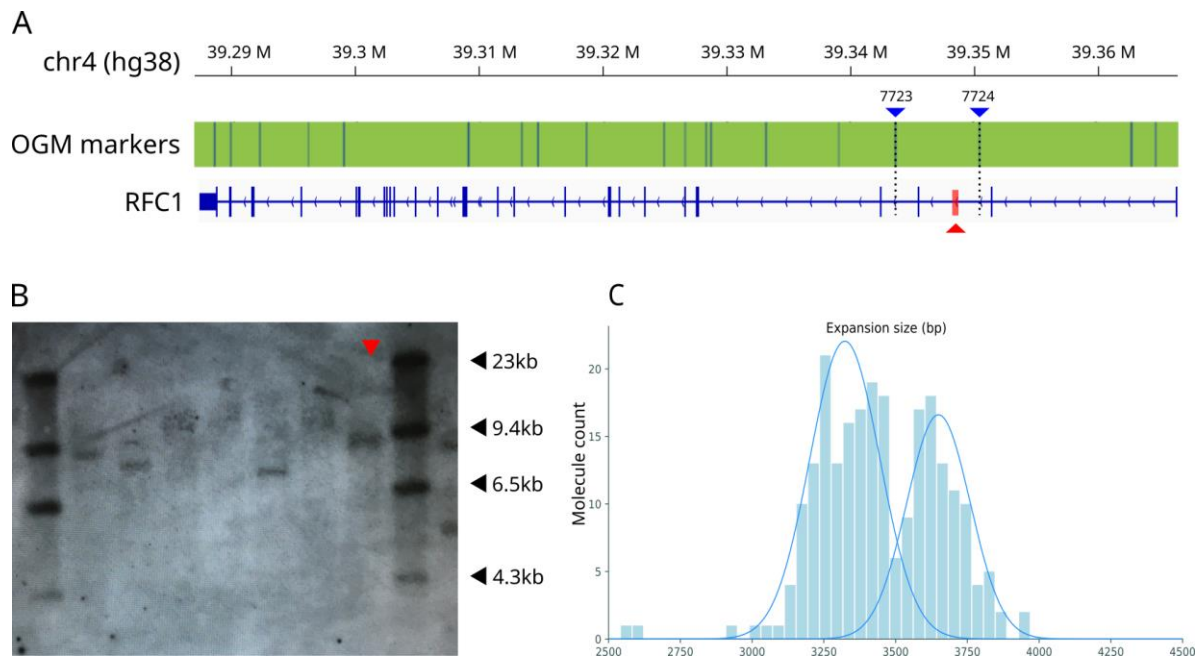 A
chr4 (hg38)
39.29 M 39.3 M 39.31 M 39.32 M 39.33 M 39.34 M 39.35 M 39.36 M
7723 7724
OGM markers
RFC1
B
23kb
9.4kb
6.5kb
4.3kb
C
Expansion size (bp)
Molecule count
20
15
10
5
0
2500 2750 3000 3250 3500 3750 4000 4250 4500